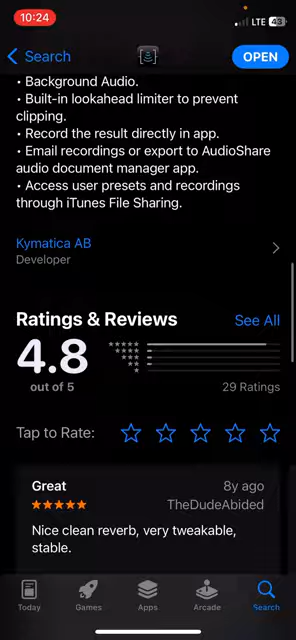 10:24
LTE 43
Search
OPEN
• Background Audio.
• Built-in lookahead limiter to prevent
clipping.
• Record the result directly in app.
• Email recordings or export to AudioShare
audio document manager app.
• Access user presets and recordings
through iTunes File Sharing.
Kymatica AB
Developer
Ratings & Reviews
See All
4.8
out of 5
29 Ratings
Tap to Rate:
Great
8y ago
TheDudeAbided
Nice clean reverb, very tweakable,
stable.
Today
Games
Apps
Arcade
Search